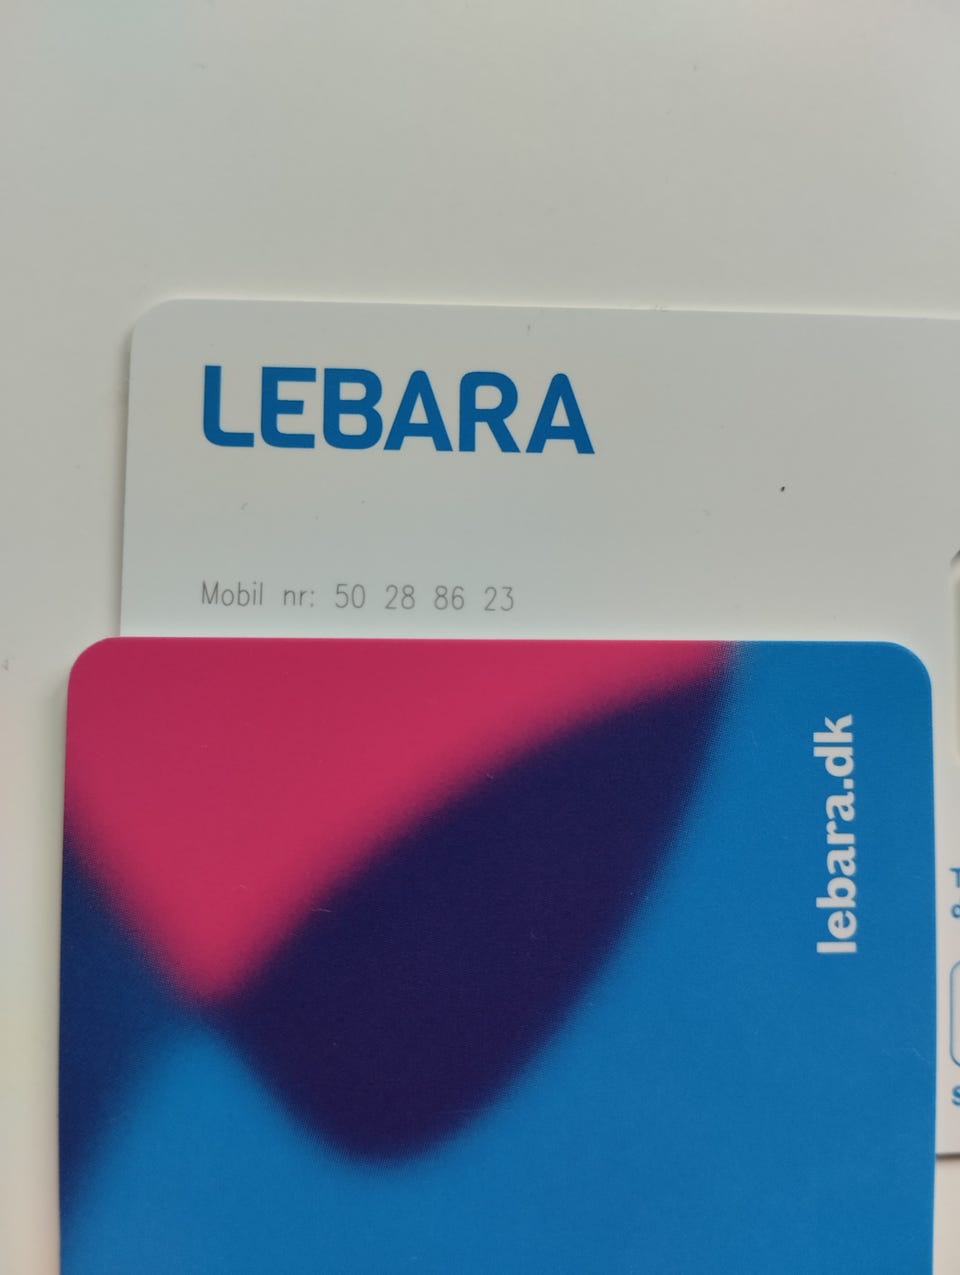 LEBARA
Mobil nr: 50 28 86 23
lebara.dk